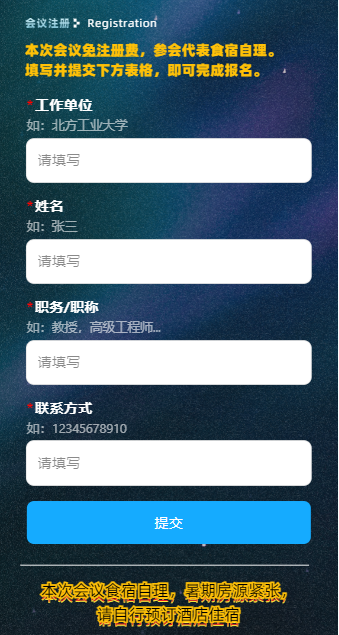 会议注册 Registration
本次会议免注册费，参会代表食宿自理。
填写并提交下方表格，即可完成报名。
*工作单位
如：北方工业大学
请填写
*姓名
如：张三
请填写
*职务/职称
如：教授，高级工程师...
请填写
*联系方式
如：12345678910
请填写
提交
本次会议食宿自理，暑期房源紧张，
请自行预订酒店住宿